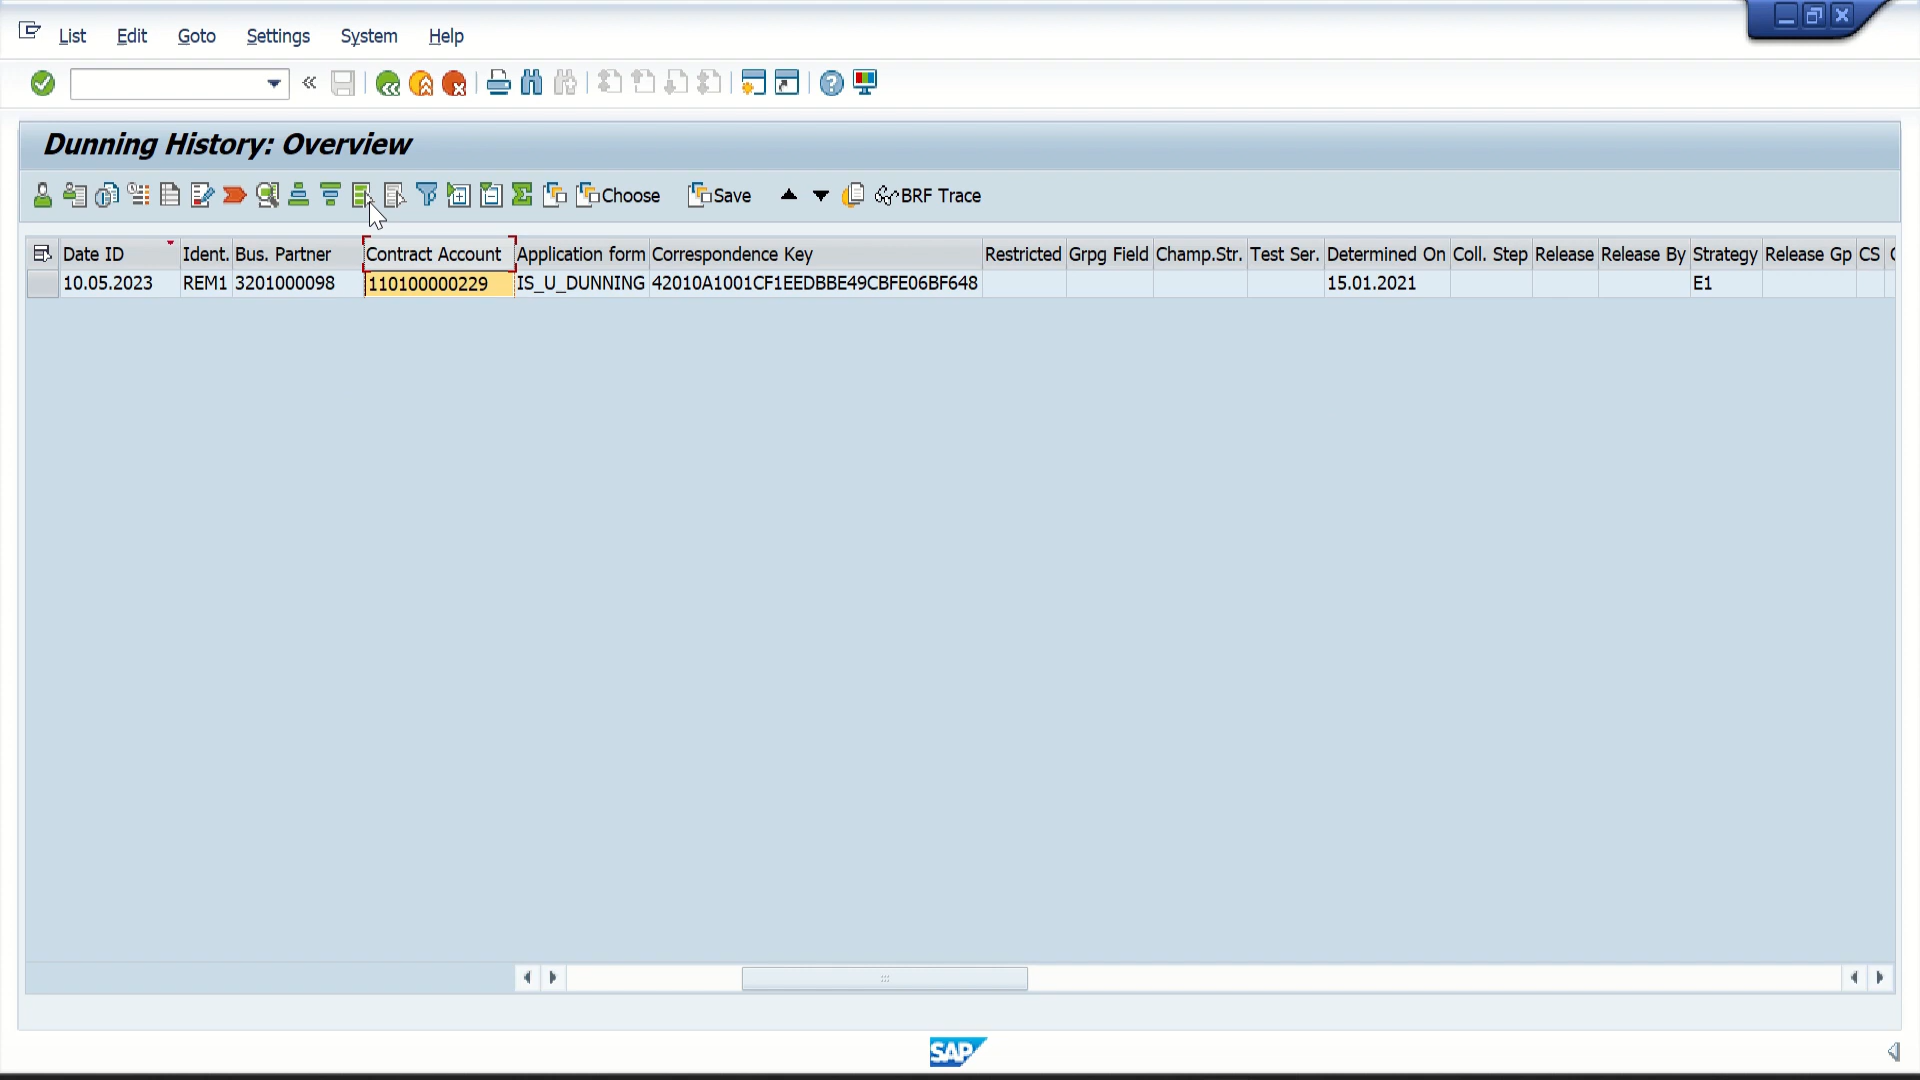 List Edit Goto Settings System Help
Dunning History: Overview
Choose Save BRF Trace
Date ID Ident. Bus. Partner Contract Account Application form Correspondence Key Restricted Grpg Field Champ.Str. Test Ser. Determined On Coll. Step Release Release By Strategy Release Gp CS
10.05.2023 REM1 3201000098 110100000229 IS_U_DUNNING 42010A1001CF1EEDBBE49CBFE06BF648 15.01.2021 E1
SAP